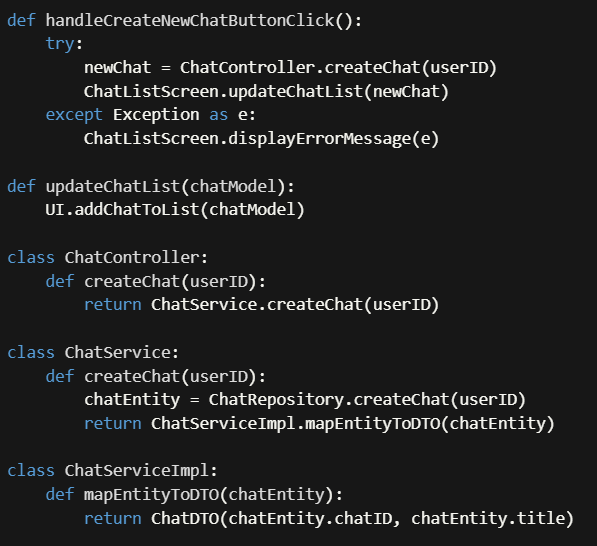 def handleCreateNewChatButtonClick():
    try:
        newChat = ChatController.createChat(userID)
        ChatListScreen.updateChatList(newChat)
    except Exception as e:
        ChatListScreen.displayErrorMessage(e)

def updateChatList(chatModel):
    UI.addChatToList(chatModel)

class ChatController:
    def createChat(userID):
        return ChatService.createChat(userID)

class ChatService:
    def createChat(userID):
        chatEntity = ChatRepository.createChat(userID)
        return ChatServiceImpl.mapEntityToDTO(chatEntity)

class ChatServiceImpl:
    def mapEntityToDTO(chatEntity):
        return ChatDTO(chatEntity.chatID, chatEntity.title)